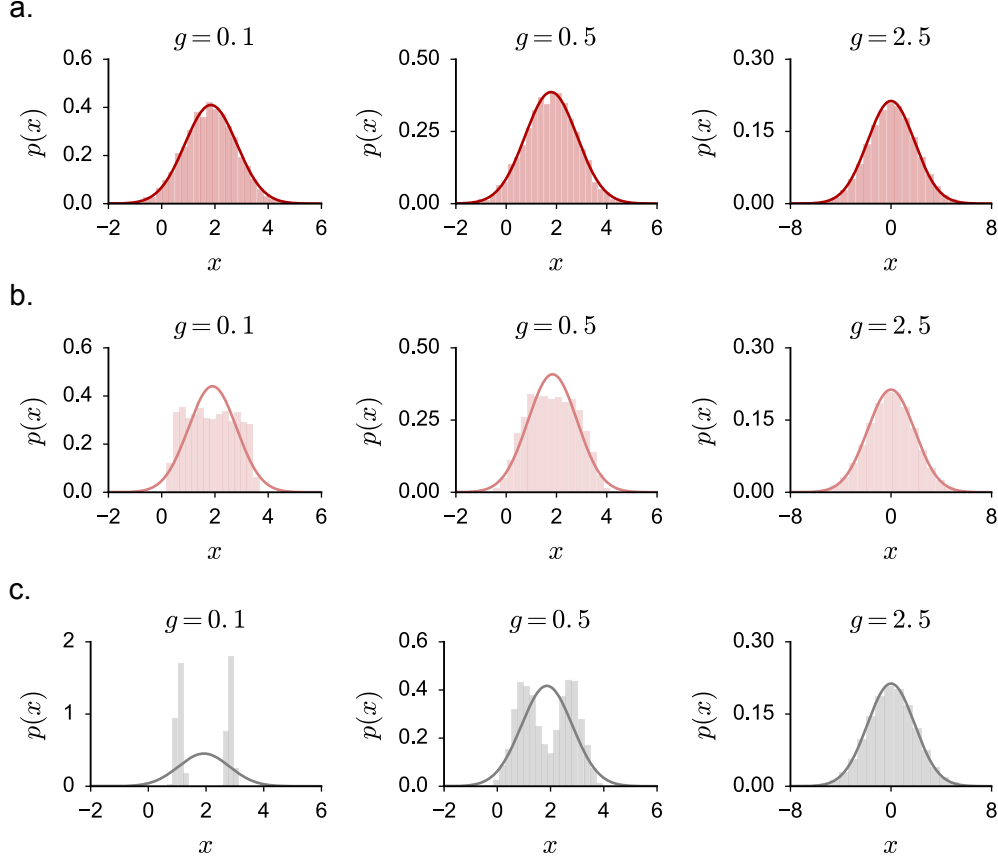 a.
g = 0.1
g = 0.5
g = 2.5
0.6
0.4
0.2
0.0
p(x)
−2 0 2 4 6
x
0.50
0.25
0.00
p(x)
−2 0 2 4 6
x
0.30
0.15
0.00
p(x)
−8 0 8
x
b.
g = 0.1
g = 0.5
g = 2.5
0.6
0.4
0.2
0.0
p(x)
−2 0 2 4 6
x
0.50
0.25
0.00
p(x)
−2 0 2 4 6
x
0.30
0.15
0.00
p(x)
−8 0 8
x
c.
g = 0.1
g = 0.5
g = 2.5
2
1
0
p(x)
−2 0 2 4 6
x
0.6
0.4
0.2
0.0
p(x)
−2 0 2 4 6
x
0.30
0.15
0.00
p(x)
−8 0 8
x